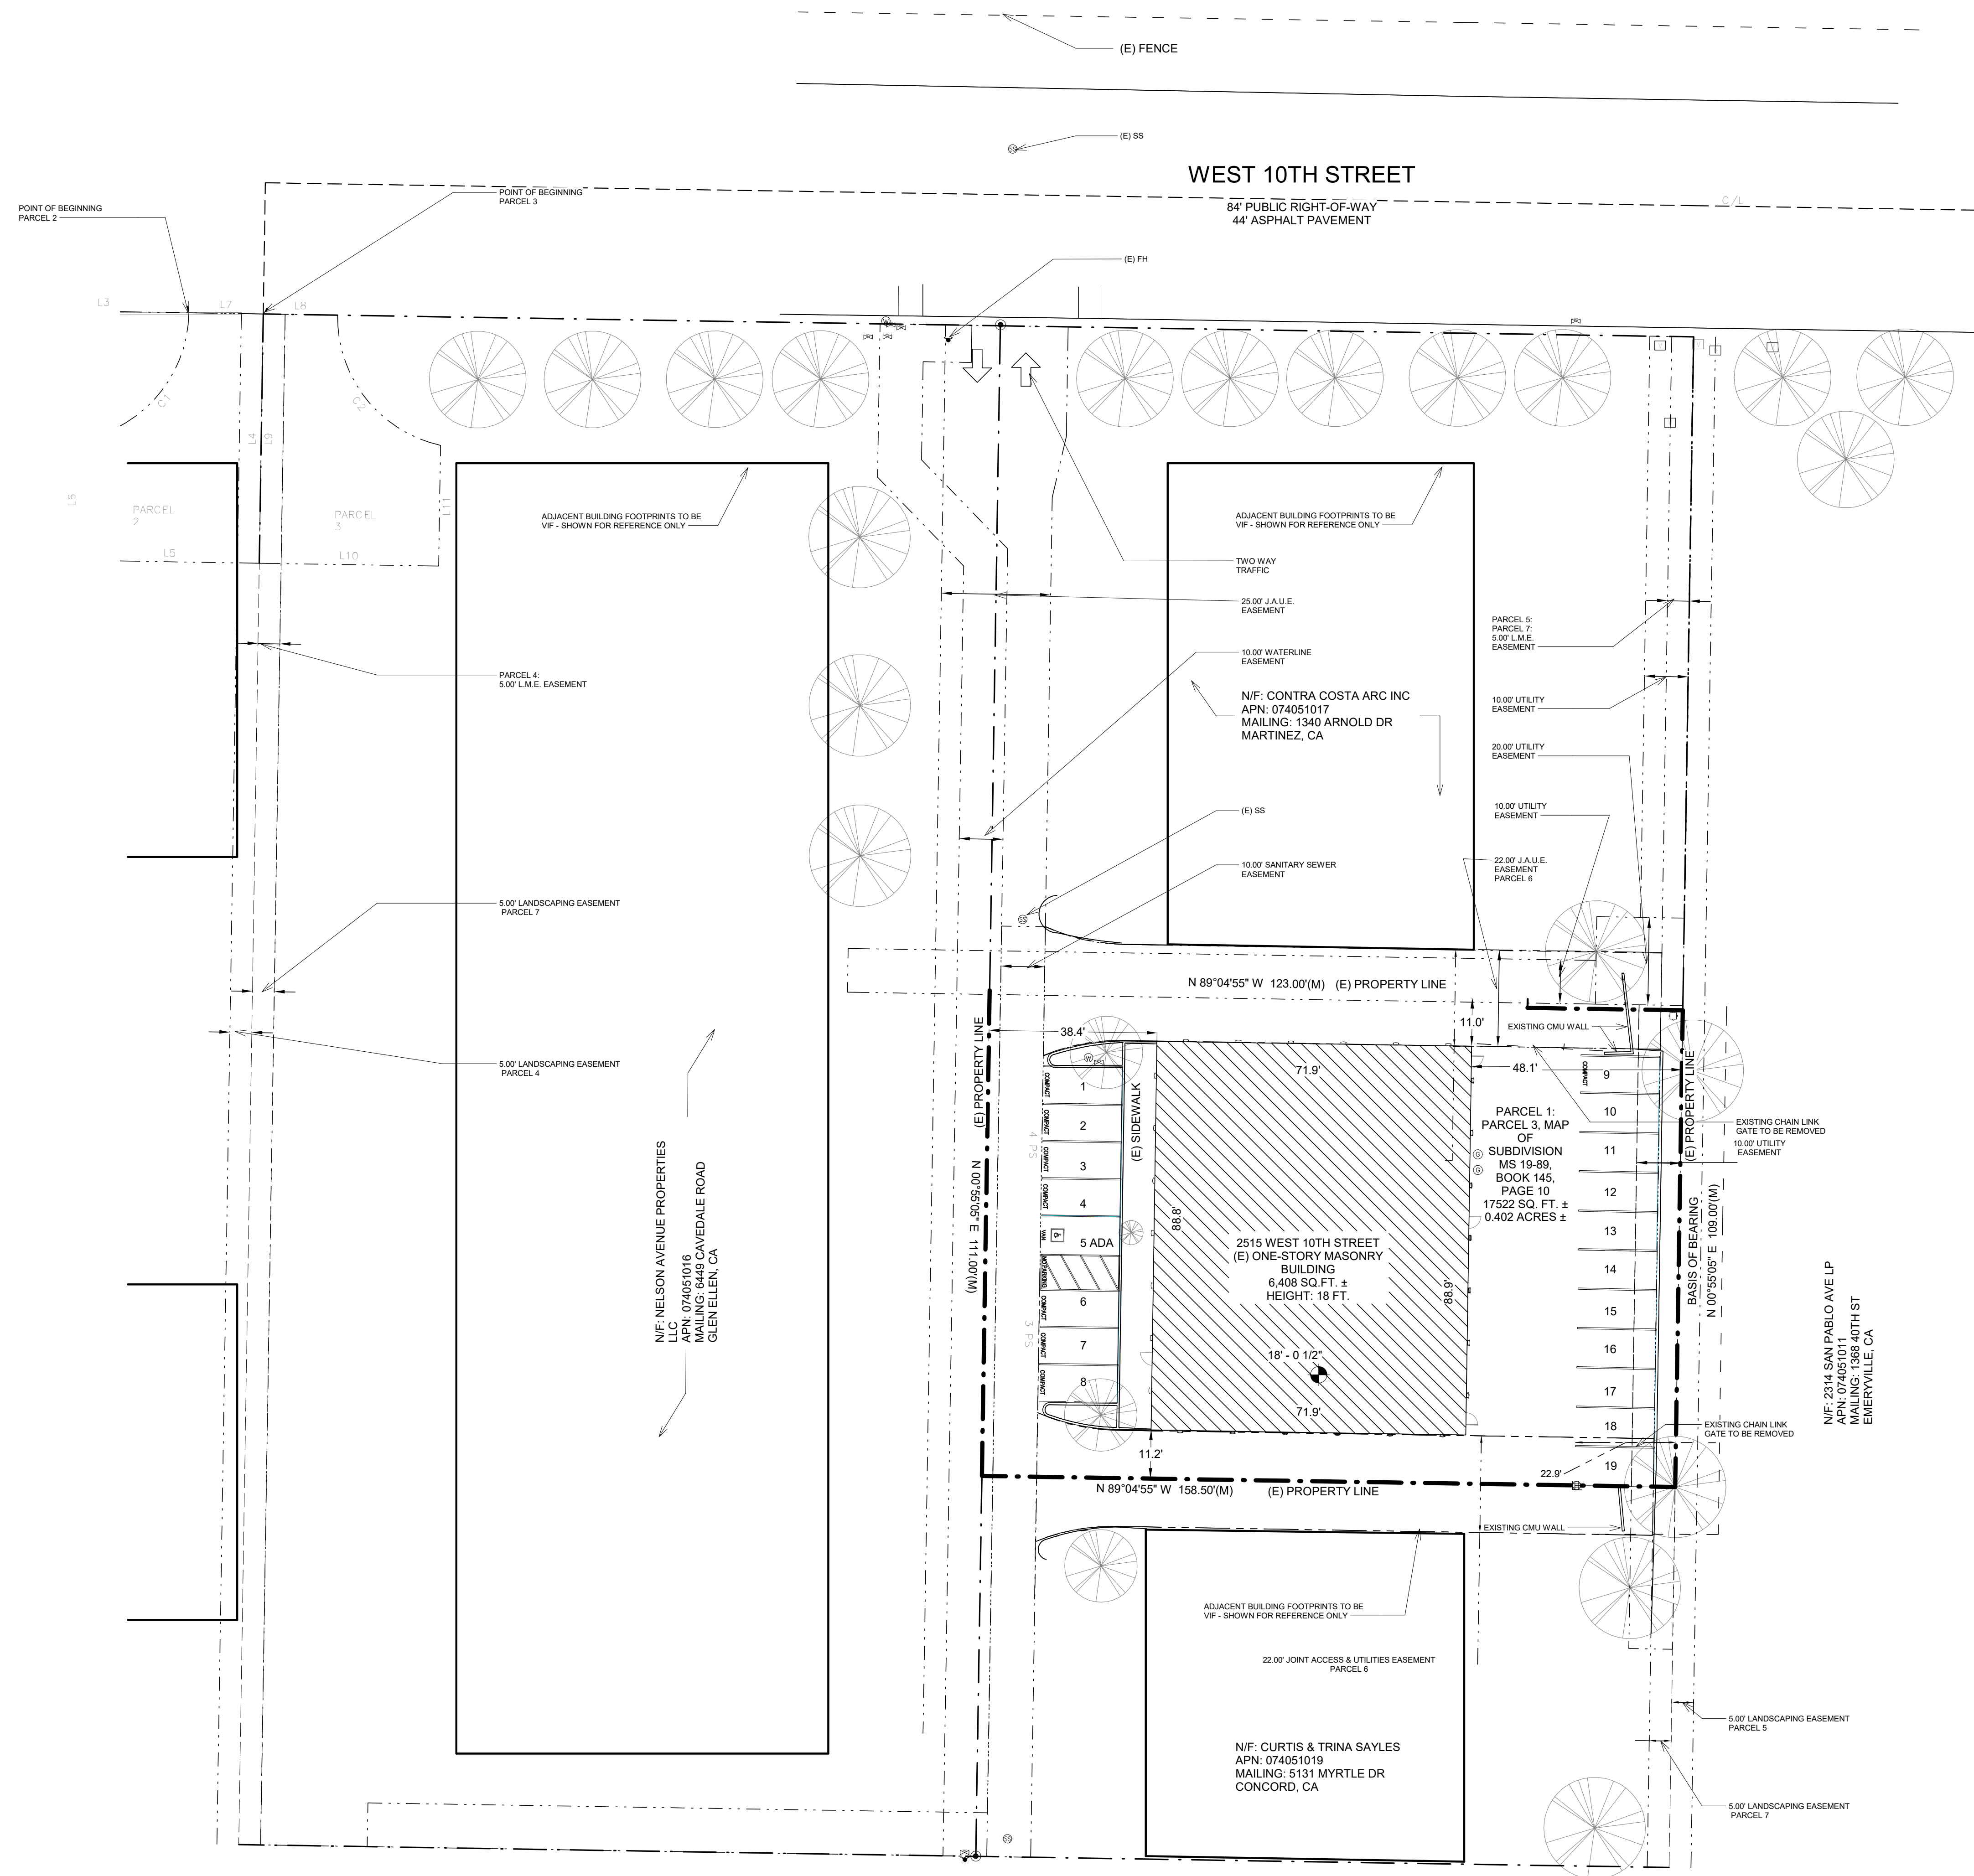 (E) FENCE
(E) SS
WEST 10TH STREET
84' PUBLIC RIGHT-OF-WAY
44' ASPHALT PAVEMENT
C/L
POINT OF BEGINNING
PARCEL 2
POINT OF BEGINNING
PARCEL 3
(E) FH
L3
L7
L8
W
C1
C2
L4
L9
L6
L11
PARCEL
2
PARCEL
3
L5
L10
ADJACENT BUILDING FOOTPRINTS TO BE
VIF - SHOWN FOR REFERENCE ONLY
ADJACENT BUILDING FOOTPRINTS TO BE
VIF - SHOWN FOR REFERENCE ONLY
TWO WAY
TRAFFIC
25.00' J.A.U.E.
EASEMENT
10.00' WATERLINE
EASEMENT
PARCEL 5:
PARCEL 7:
5.00' L.M.E.
EASEMENT
PARCEL 4:
5.00' L.M.E. EASEMENT
N/F: CONTRA COSTA ARC INC
APN: 074051017
MAILING: 1340 ARNOLD DR
MARTINEZ, CA
10.00' UTILITY
EASEMENT
20.00' UTILITY
EASEMENT
10.00' UTILITY
EASEMENT
(E) SS
10.00' SANITARY SEWER
EASEMENT
22.00' J.A.U.E.
EASEMENT
PARCEL 6
5.00' LANDSCAPING EASEMENT
PARCEL 7
SS
N 89°04'55" W 123.00'(M) (E) PROPERTY LINE
5.00' LANDSCAPING EASEMENT
PARCEL 4
(E) PROPERTY LINE
N 00°55'05" E 111.00'(M)
38.4'
11.0'
EXISTING CMU WALL
48.1'
71.9'
W
COMPACT
1
COMPACT
2
COMPACT
3
COMPACT
4
VAN
5 ADA
NO PARKING
COMPACT
6
COMPACT
7
COMPACT
8
4 PS
3 PS
(E) SIDEWALK
88.8'
88.9'
2515 WEST 10TH STREET
(E) ONE-STORY MASONRY
BUILDING
6,408 SQ.FT. ±
HEIGHT: 18 FT.
18' - 0 1/2"
71.9'
PARCEL 1:
PARCEL 3, MAP
OF
SUBDIVISION
MS 19-89,
BOOK 145,
PAGE 10
17522 SQ. FT. ±
0.402 ACRES ±
G
G
COMPACT
9
10
11
12
13
14
15
16
17
18
19
(E) PROPERTY LINE
BASIS OF BEARING
N 00°55'05" E 109.00'(M)
EXISTING CHAIN LINK
GATE TO BE REMOVED
10.00' UTILITY
EASEMENT
N/F: NELSON AVENUE PROPERTIES
LLC
APN: 074051016
MAILING: 6449 CAVEDALE ROAD
GLEN ELLEN, CA
N/F: 2314 SAN PABLO AVE LP
APN: 074051011
MAILING: 1368 40TH ST
EMERYVILLE, CA
EXISTING CHAIN LINK
GATE TO BE REMOVED
11.2'
22.9'
N 89°04'55" W 158.50'(M) (E) PROPERTY LINE
EXISTING CMU WALL
ADJACENT BUILDING FOOTPRINTS TO BE
VIF - SHOWN FOR REFERENCE ONLY
22.00' JOINT ACCESS & UTILITIES EASEMENT
PARCEL 6
5.00' LANDSCAPING EASEMENT
PARCEL 5
N/F: CURTIS & TRINA SAYLES
APN: 074051019
MAILING: 5131 MYRTLE DR
CONCORD, CA
5.00' LANDSCAPING EASEMENT
PARCEL 7
SS